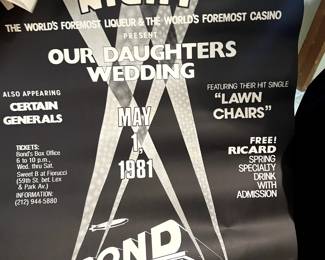 NIGHT
THE WORLD'S FOREMOST LIQUEUR & THE WORLD'S FOREMOST CASINO
PRESENT
OUR DAUGHTERS
WEDDING
ALSO APPEARING
CERTAIN
GENERALS
FEATURING THEIR HIT SINGLE
"LAWN
CHAIRS"
MAY
1,
1981
TICKETS:
Bond's Box Office
6 to 10 p.m.,
Wed. thru Sat.
Sweet B at Fiorucci
(59th St. bet. Lex
& Park Av.)
INFORMATION:
(212) 944-5880
FREE!
RICARD
SPRING
SPECIALTY
DRINK
WITH
ADMISSION
BOND